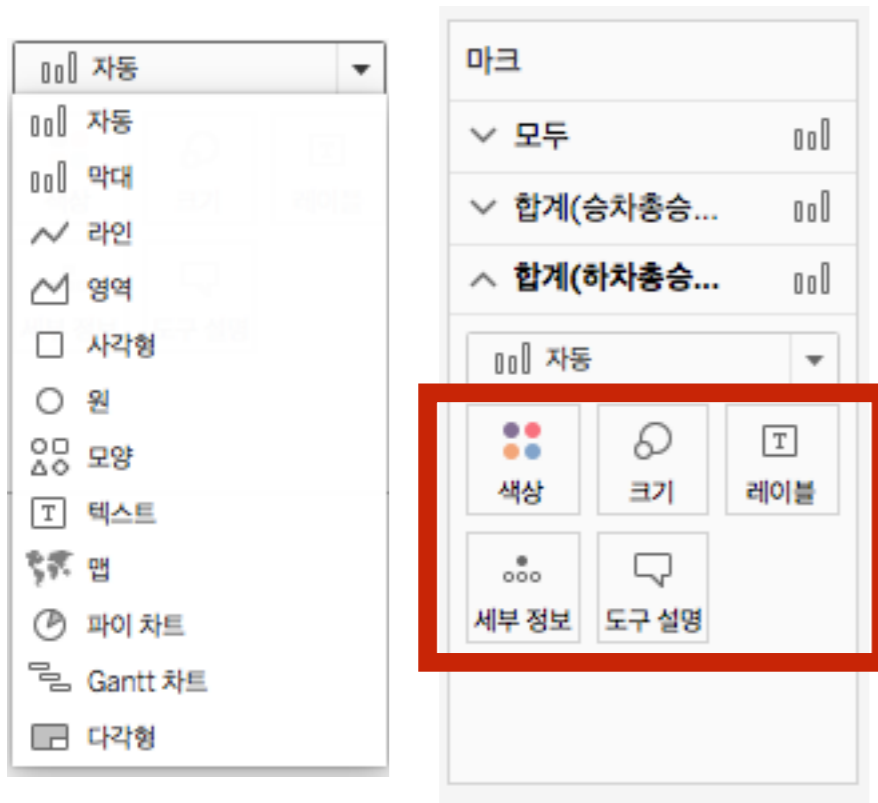 자동
자동
막대
라인
영역
사각형
원
모양
텍스트
맵
파이 차트
Gantt 차트
다각형
마크
모두
합계(승차총승...
합계(하차총승...
자동
색상
크기
레이블
세부 정보
도구 설명